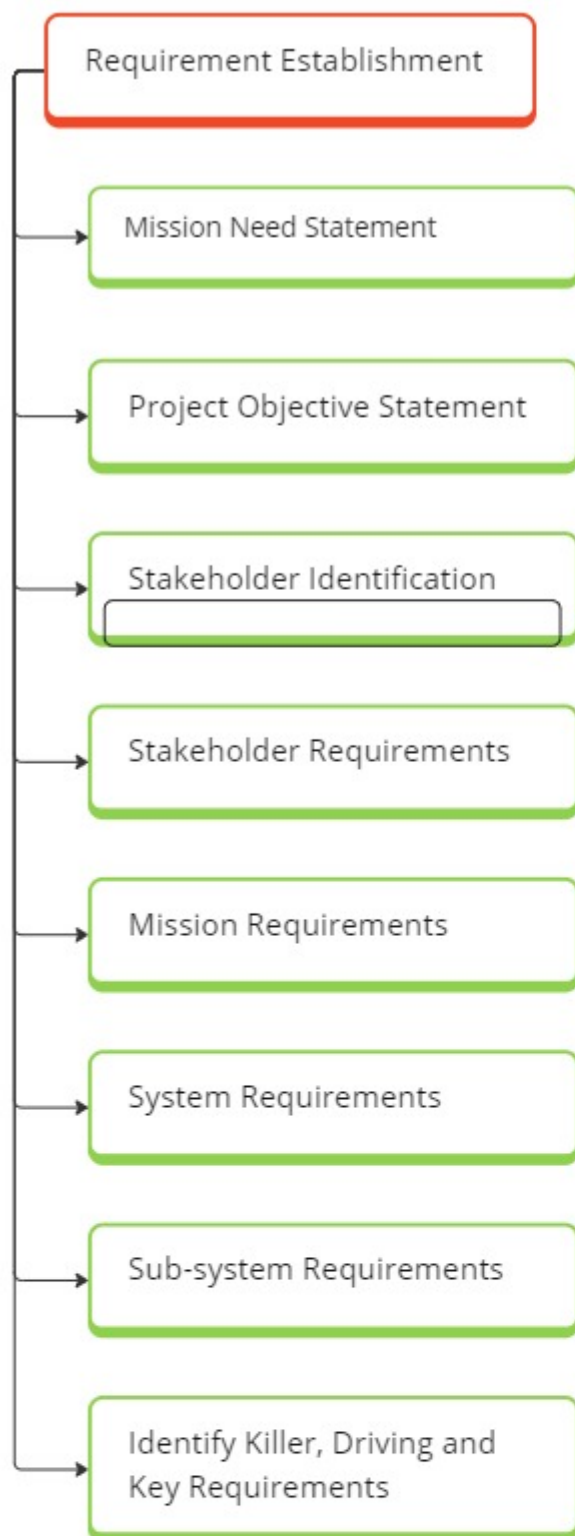 Requirement Establishment
Mission Need Statement
Project Objective Statement
Stakeholder Identification
Stakeholder Requirements
Mission Requirements
System Requirements
Sub-system Requirements
Identify Killer, Driving and
Key Requirements